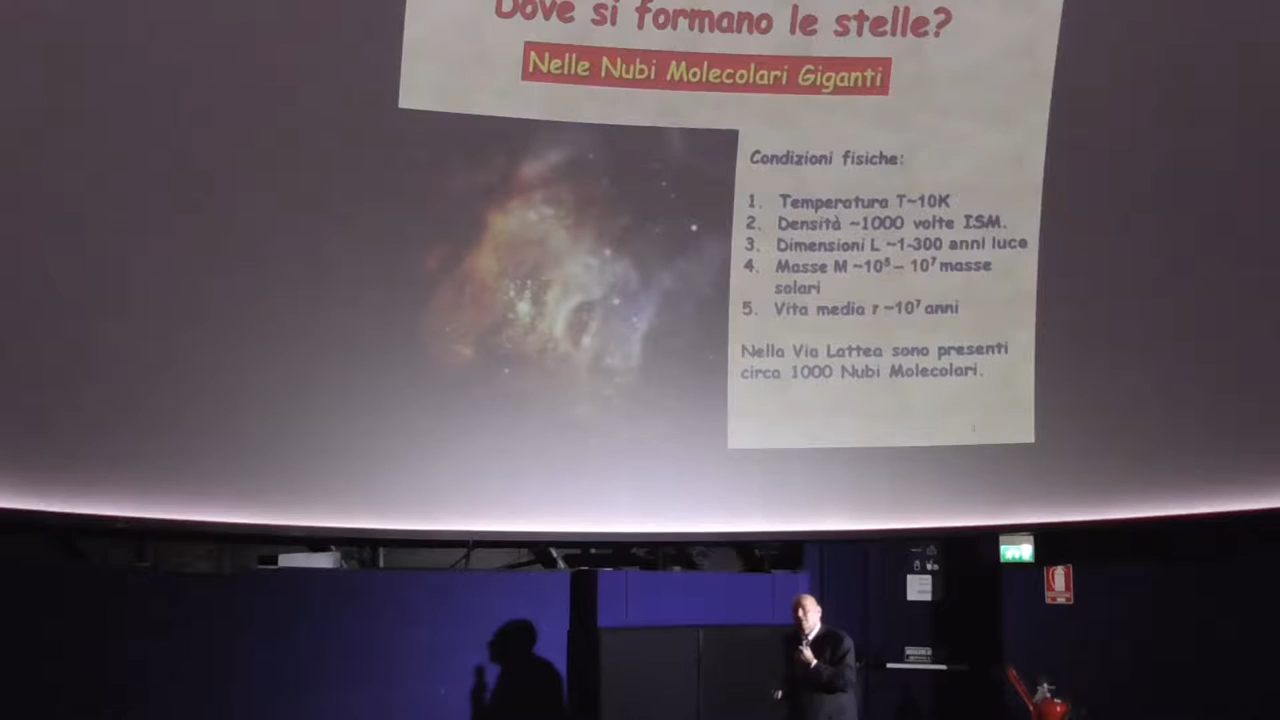 Dove si formano le stelle?
Nelle Nubi Molecolari Giganti
Condizioni fisiche:
1. Temperatura T~10K
2. Densità ~1000 volte ISM.
3. Dimensioni L ~1-300 anni luce
4. Masse M ~10⁵– 10⁷ masse
solari
5. Vita media τ ~10⁷ anni
Nella Via Lattea sono presenti
circa 1000 Nubi Molecolari.